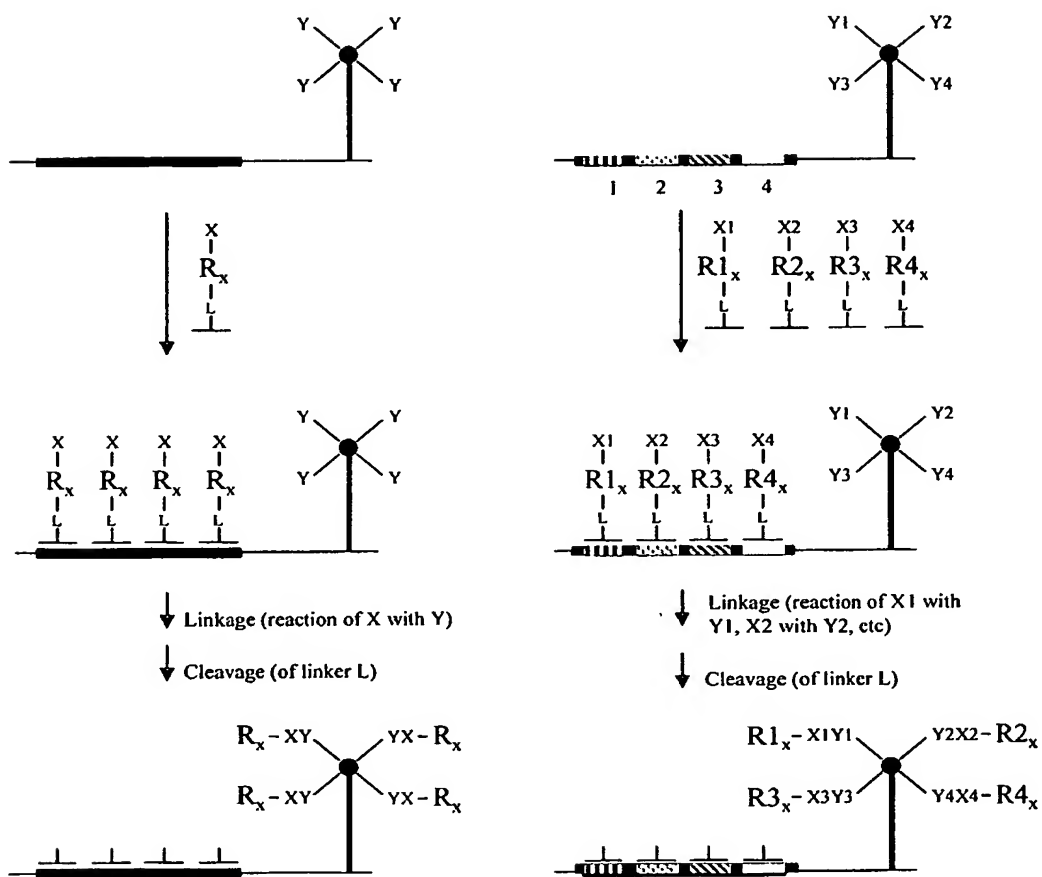 Y Y Y1 Y2
Y Y Y3 Y4
1 2 3 4
X X1 X2 X3 X4
Rx R1x R2x R3x R4x
L L L L L
Y Y Y1 Y2
X X X X X1 X2 X3 X4
Y Y Y3 Y4
Rx Rx Rx Rx R1x R2x R3x R4x
L L L L L L L L
Linkage (reaction of X with Y) Linkage (reaction of X1 with
Y1, X2 with Y2, etc)
Cleavage (of linker L) Cleavage (of linker L)
Rx - XY YX - Rx R1x - X1Y1 Y2X2 - R2x
Rx - XY YX - Rx R3x - X3Y3 Y4X4 - R4x